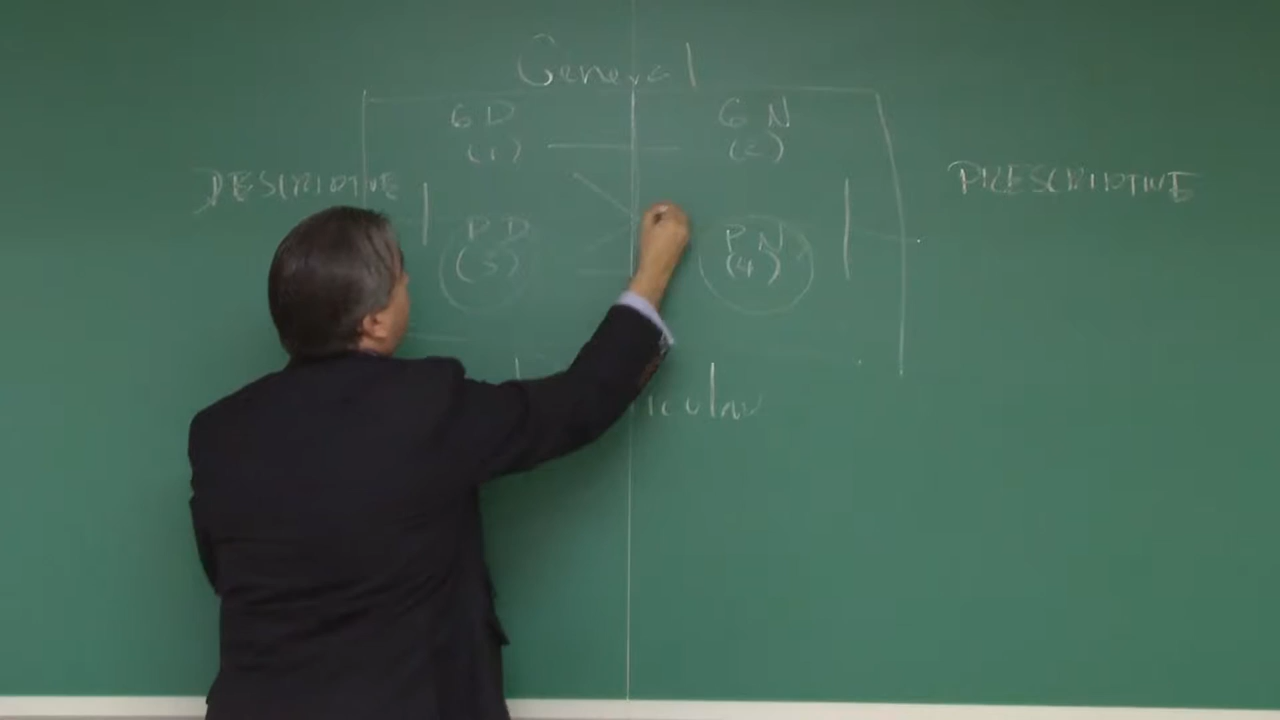 General
GD GN
(1) (2)
DESCRIPTIVE PRESCRIPTIVE
PD PN
(3) (4)